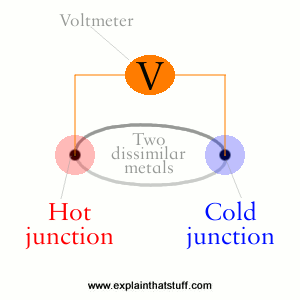 Voltmeter
V
Two
dissimilar
metals
Hot
junction
Cold
junction
www.explainthatstuff.com